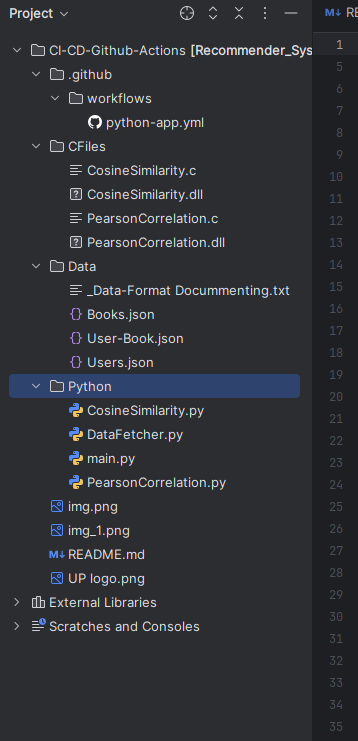 Project
RE
CI-CD-Github-Actions [Recommender_Sys
.github
workflows
python-app.yml
CFiles
CosineSimilarity.c
CosineSimilarity.dll
PearsonCorrelation.c
PearsonCorrelation.dll
Data
_Data-Format Docummenting.txt
Books.json
User-Book.json
Users.json
Python
CosineSimilarity.py
DataFetcher.py
main.py
PearsonCorrelation.py
img.png
img_1.png
M↓ README.md
UP logo.png
External Libraries
Scratches and Consoles
1
5
6
7
8
9
10
11
12
13
14
15
16
17
18
19
20
21
22
23
24
25
26
27
28
29
30
31
32
33
34
35